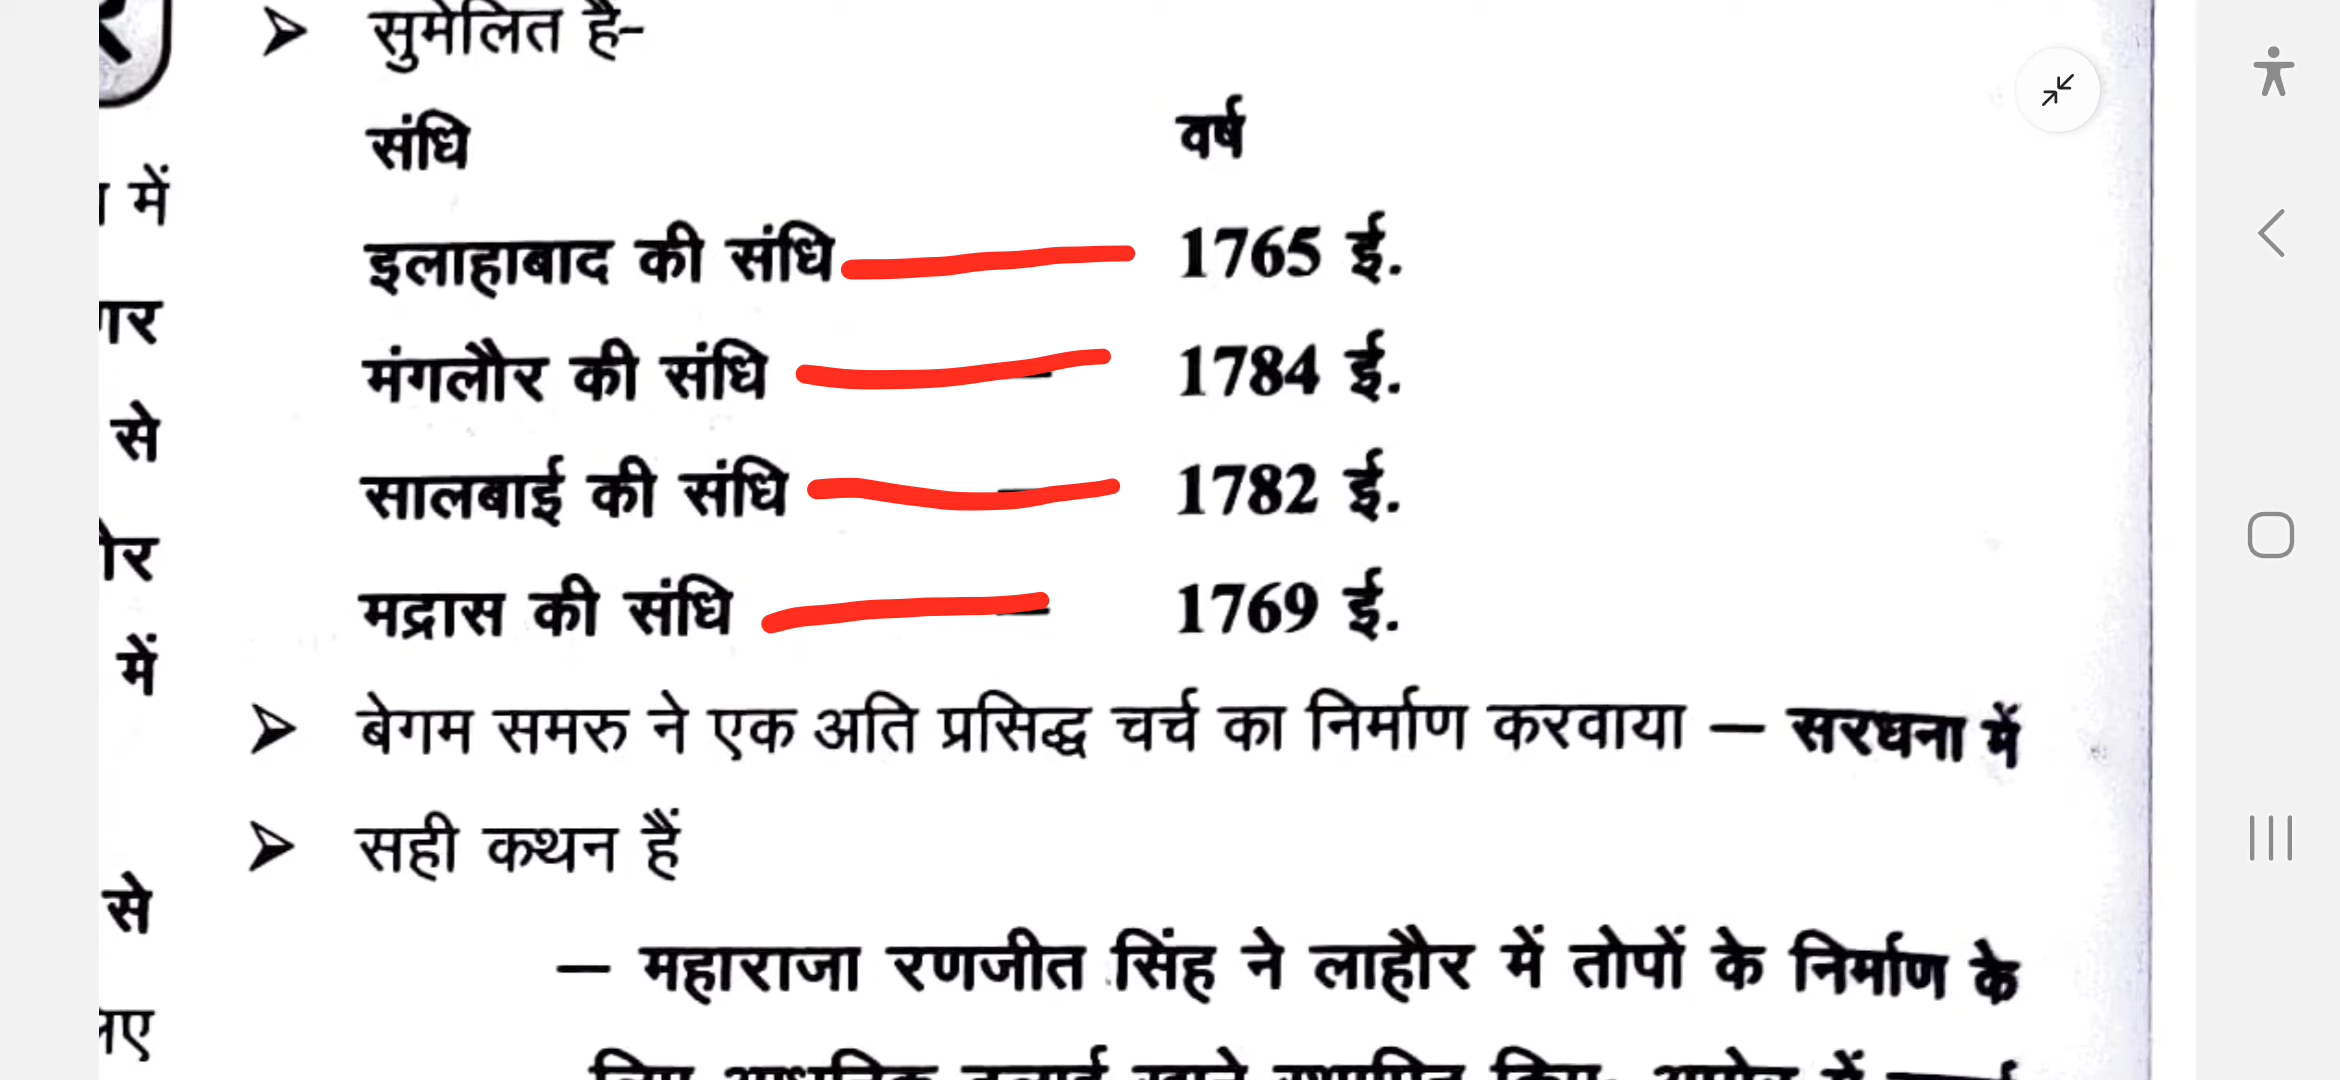 सुमेलित है-
संधि वर्ष
इलाहाबाद की संधि 1765 ई.
मंगलौर की संधि — 1784 ई.
सालबाई की संधि — 1782 ई.
मद्रास की संधि — 1769 ई.
बेगम समरु ने एक अति प्रसिद्ध चर्च का निर्माण करवाया — सरधना में
सही कथन हैं
— महाराजा रणजीत सिंह ने लाहौर में तोपों के निर्माण के
में
से
में
से